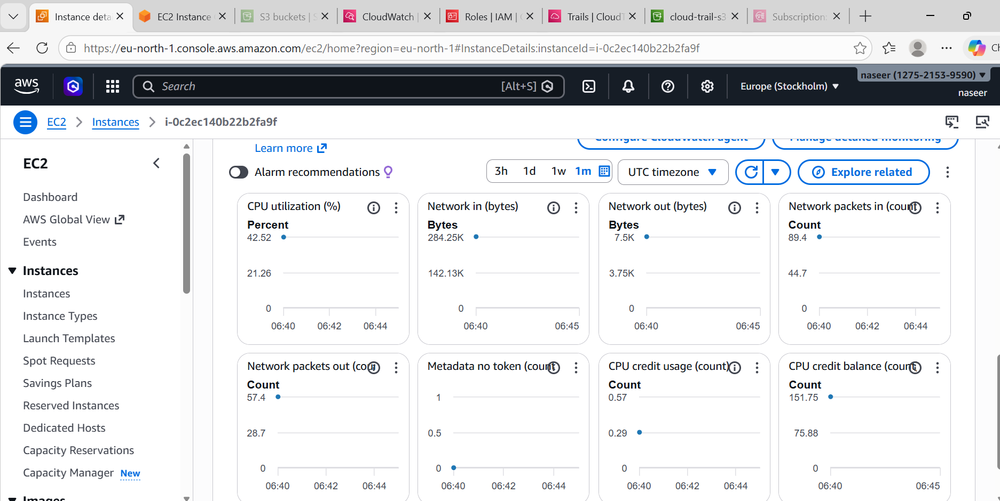 Instance deta
EC2 Instance
S3 buckets | S
CloudWatch |
Roles | IAM |
Trails | CloudT
cloud-trail-s3
Subscription:
https://eu-north-1.console.aws.amazon.com/ec2/home?region=eu-north-1#InstanceDetails:instanceId=i-0c2ec140b22b2fa9f
Ch
aws
Search
[Alt+S]
Europe (Stockholm)
naseer (1275-2153-9590)
naseer
EC2
Instances
i-0c2ec140b22b2fa9f
EC2
Dashboard
AWS Global View
Events
Instances
Instances
Instance Types
Launch Templates
Spot Requests
Savings Plans
Reserved Instances
Dedicated Hosts
Capacity Reservations
Capacity Manager New
Images
Learn more
Configure CloudWatch agent
Manage detailed monitoring
Alarm recommendations
3h 1d 1w 1m
UTC timezone
Explore related
CPU utilization (%)
Percent
42.52
21.26
0
06:40 06:42 06:44
Network in (bytes)
Bytes
284.25K
142.13K
0
06:40 06:45
Network out (bytes)
Bytes
7.5K
3.75K
0
06:40 06:45
Network packets in (count
Count
89.4
44.7
0
06:40 06:42 06:44
Network packets out (cou
Count
57.4
28.7
0
06:40 06:42 06:44
Metadata no token (count
1
0.5
0
06:40 06:42 06:44
CPU credit usage (count)
Count
0.57
0.29
0
06:40 06:42 06:44
CPU credit balance (count
Count
151.75
75.88
0
06:40 06:45